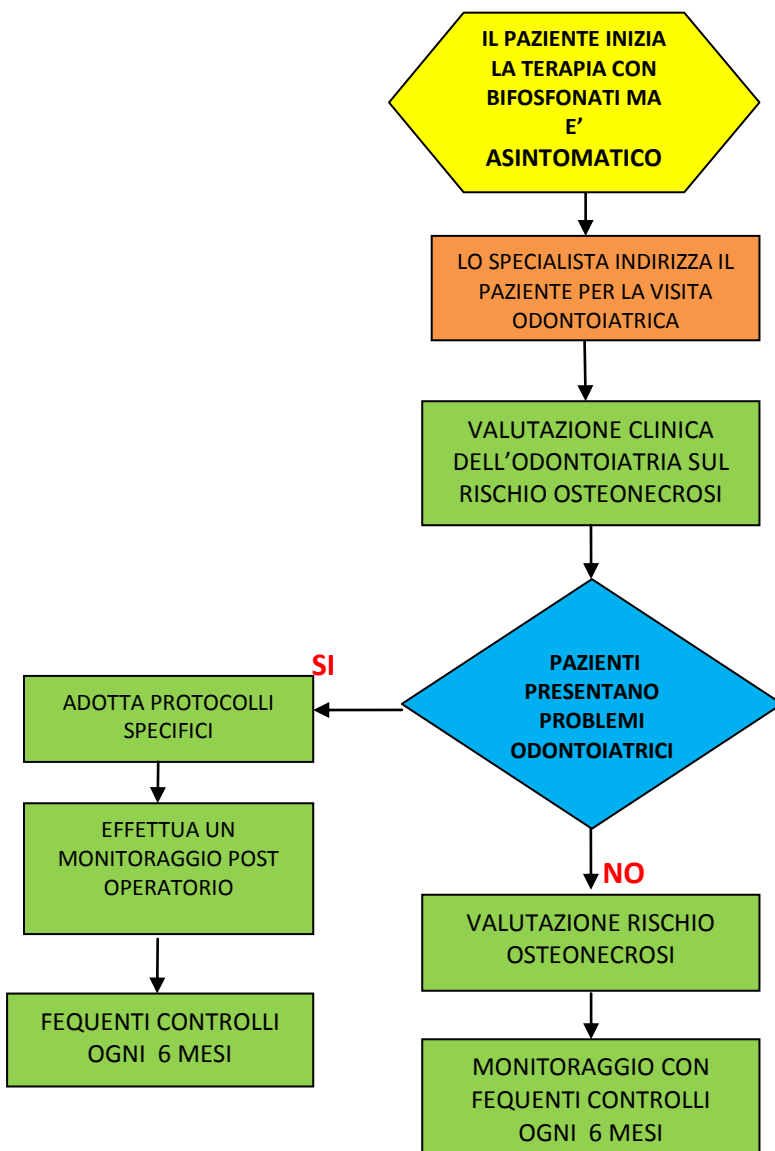 IL PAZIENTE INIZIA
LA TERAPIA CON
BIFOSFONATI MA
E’
ASINTOMATICO
LO SPECIALISTA INDIRIZZA IL
PAZIENTE PER LA VISITA
ODONTOIATRICA
VALUTAZIONE CLINICA
DELL’ODONTOIATRIA SUL
RISCHIO OSTEONECROSI
PAZIENTI
PRESENTANO
PROBLEMI
ODONTOIATRICI
SI
ADOTTA PROTOCOLLI
SPECIFICI
EFFETTUA UN
MONITORAGGIO POST
OPERATORIO
FEQUENTI CONTROLLI
OGNI 6 MESI
NO
VALUTAZIONE RISCHIO
OSTEONECROSI
MONITORAGGIO CON
FEQUENTI CONTROLLI
OGNI 6 MESI